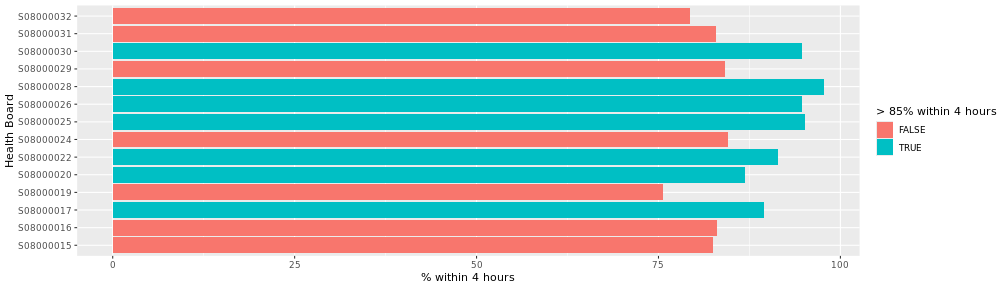 S08000032
S08000031
S08000030
S08000029
S08000028
S08000026
S08000025
S08000024
S08000022
S08000020
S08000019
S08000017
S08000016
S08000015
Health Board
0 25 50 75 100
% within 4 hours
> 85% within 4 hours
FALSE
TRUE